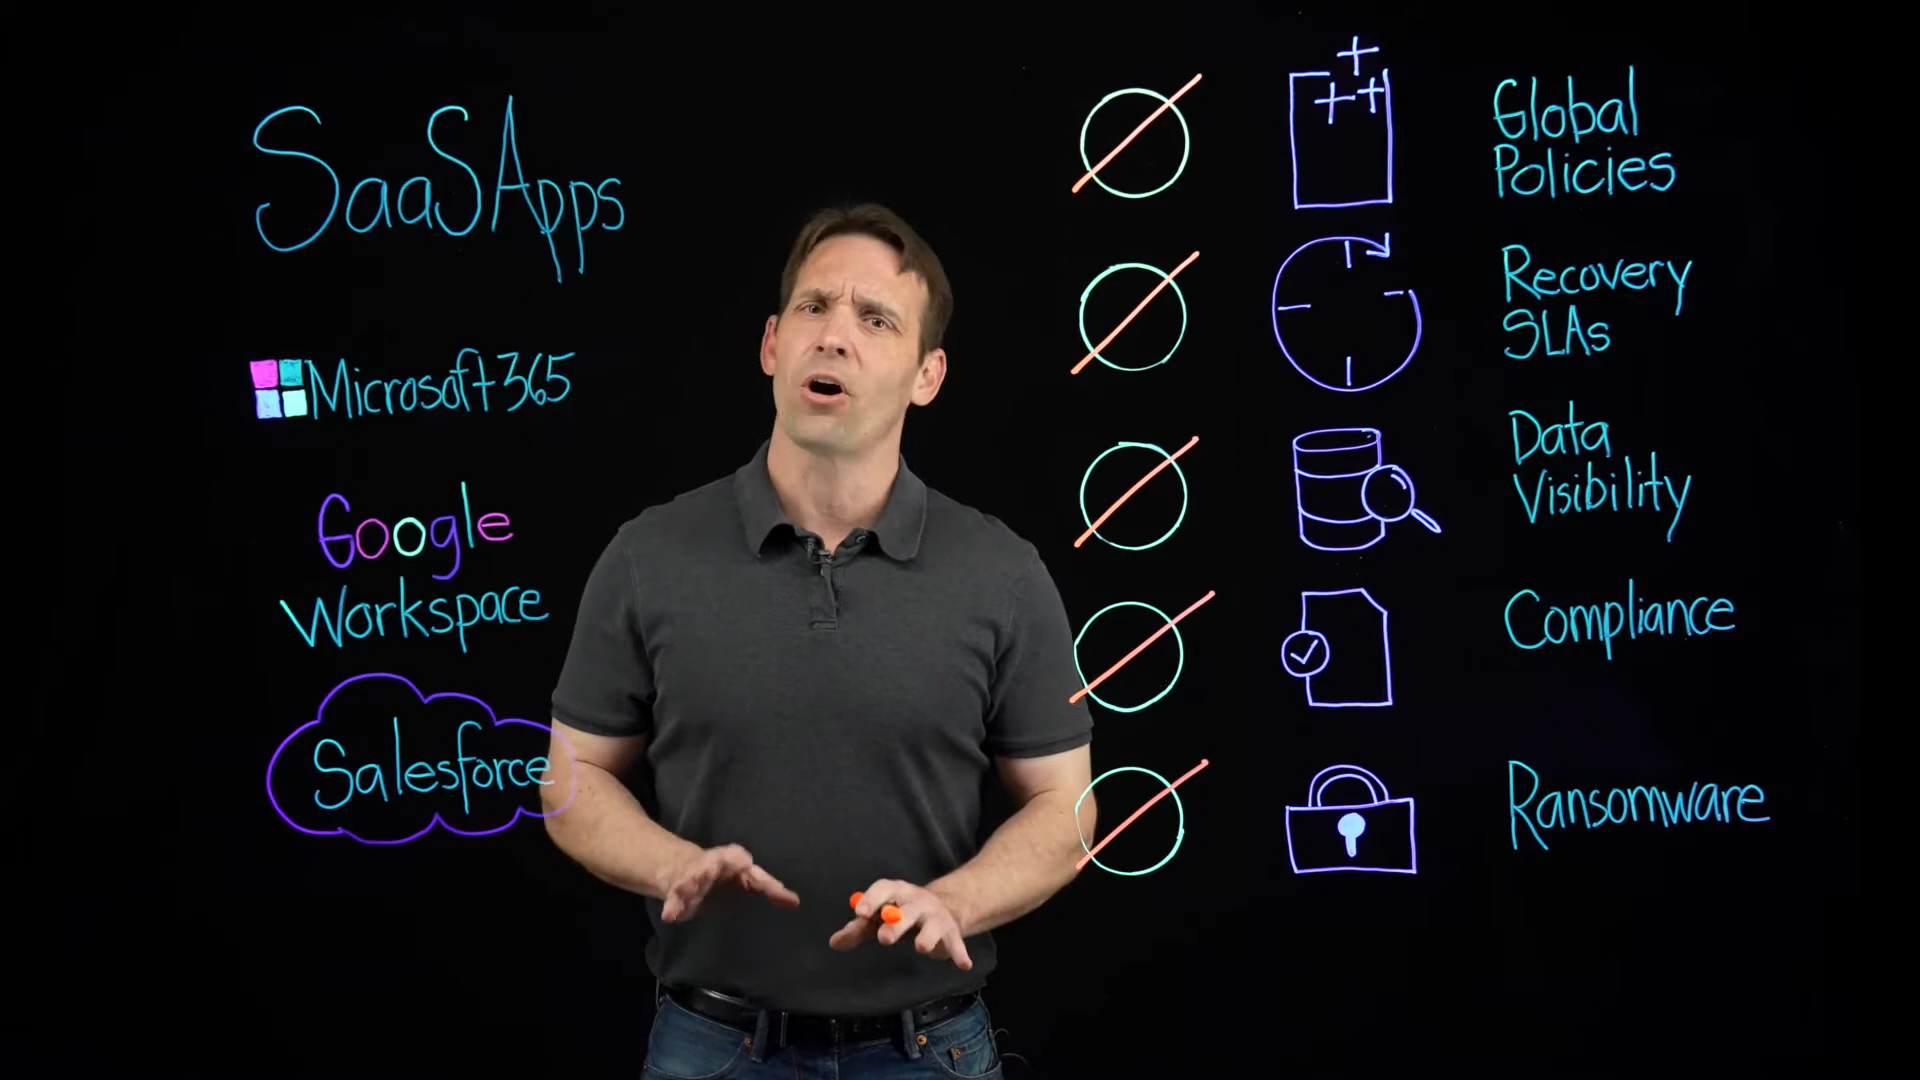 SaaS Apps
Microsoft 365
Google
Workspace
Salesforce
Global
Policies
Recovery
SLAs
Data
Visibility
Compliance
Ransomware